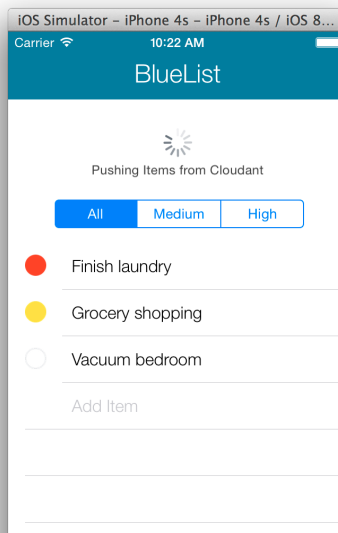 iOS Simulator – iPhone 4s – iPhone 4s / iOS 8...
Carrier 10:22 AM
BlueList
Pushing Items from Cloudant
All Medium High
Finish laundry
Grocery shopping
Vacuum bedroom
Add Item